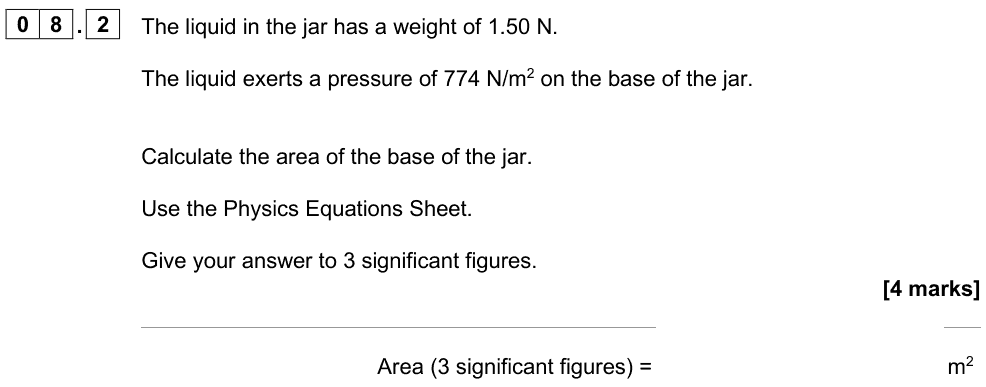 08.2 The liquid in the jar has a weight of 1.50 N.
The liquid exerts a pressure of 774 N/m² on the base of the jar.
Calculate the area of the base of the jar.
Use the Physics Equations Sheet.
Give your answer to 3 significant figures.
[4 marks]
Area (3 significant figures) = m²